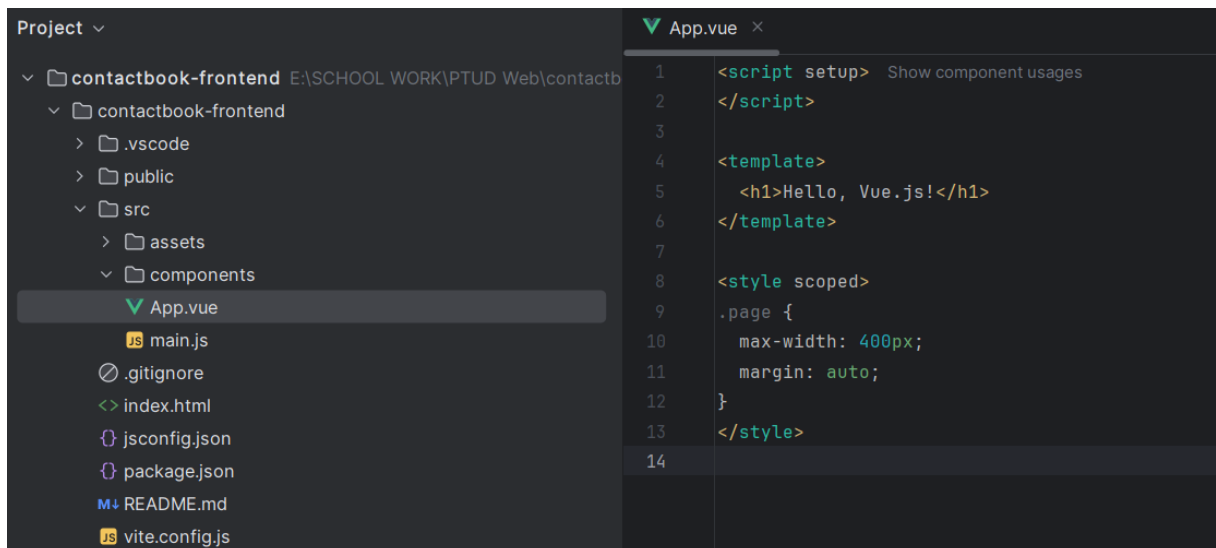 Project
contactbook-frontend E:\SCHOOL WORK\PTUD Web\contactb
contactbook-frontend
.vscode
public
src
assets
components
App.vue
JS main.js
.gitignore
<> index.html
{} jsconfig.json
{} package.json
M↓ README.md
JS vite.config.js
App.vue ×
1 <script setup> Show component usages
2 </script>
3
4 <template>
5 <h1>Hello, Vue.js!</h1>
6 </template>
7
8 <style scoped>
9 .page {
10 max-width: 400px;
11 margin: auto;
12 }
13 </style>
14